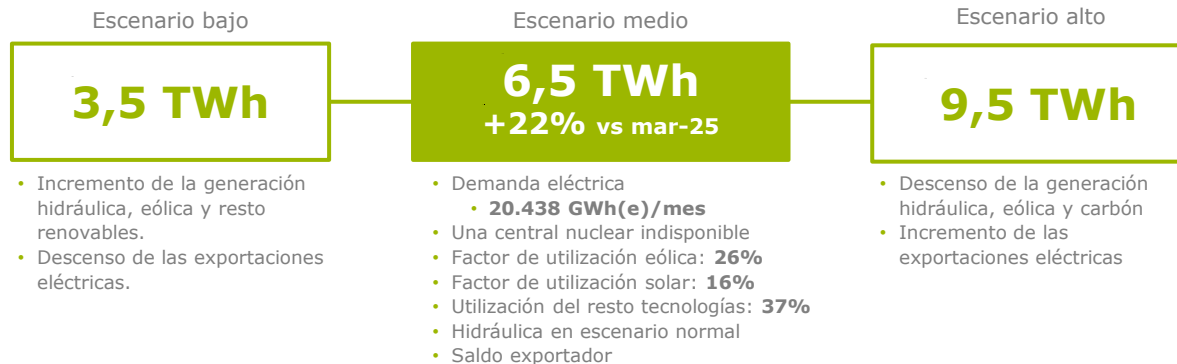 Escenario bajo
3,5 TWh
• Incremento de la generación
hidráulica, eólica y resto
renovables.
• Descenso de las exportaciones
eléctricas.
Escenario medio
6,5 TWh
+22% vs mar-25
• Demanda eléctrica
• 20.438 GWh(e)/mes
• Una central nuclear indisponible
• Factor de utilización eólica: 26%
• Factor de utilización solar: 16%
• Utilización del resto tecnologías: 37%
• Hidráulica en escenario normal
• Saldo exportador
Escenario alto
9,5 TWh
• Descenso de la generación
hidráulica, eólica y carbón
• Incremento de las
exportaciones eléctricas